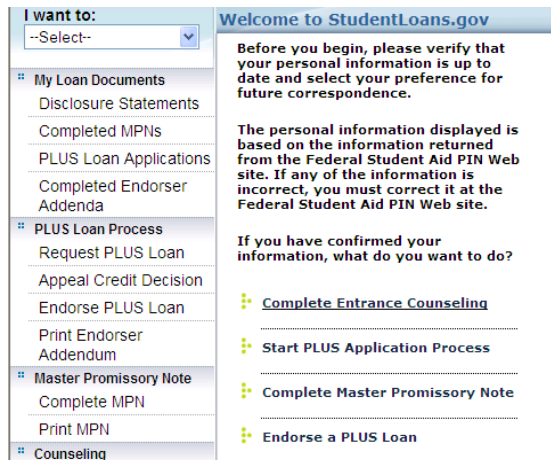 I want to:
--Select--
My Loan Documents
Disclosure Statements
Completed MPNs
PLUS Loan Applications
Completed Endorser
Addenda
PLUS Loan Process
Request PLUS Loan
Appeal Credit Decision
Endorse PLUS Loan
Print Endorser
Addendum
Master Promissory Note
Complete MPN
Print MPN
Counseling
Welcome to StudentLoans.gov
Before you begin, please verify that
your personal information is up to
date and select your preference for
future correspondence.
The personal information displayed is
based on the information returned
from the Federal Student Aid PIN Web
site. If any of the information is
incorrect, you must correct it at the
Federal Student Aid PIN Web site.
If you have confirmed your
information, what do you want to do?
Complete Entrance Counseling
Start PLUS Application Process
Complete Master Promissory Note
Endorse a PLUS Loan